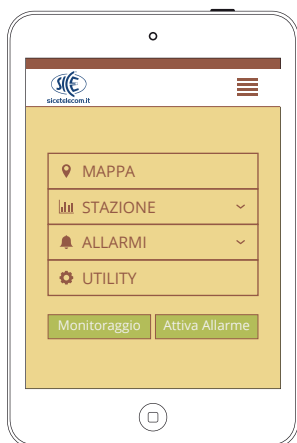 SICE
sicetelecom.it
MAPPA
STAZIONE
ALLARMI
UTILITY
Monitoraggio Attiva Allarme